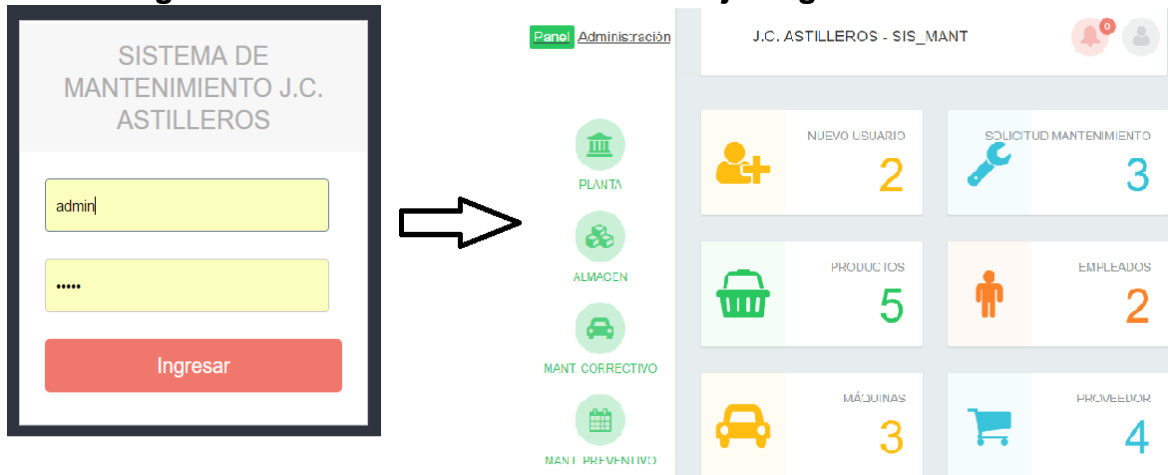 SISTEMA DE
MANTENIMIENTO J.C.
ASTILLEROS
admin
•••••
Ingresar
Panel Administración
J.C. ASTILLEROS - SIS_MANT
0
PLANTA
ALMACEN
MANT. CORRECTIVO
MANT. PREVENTIVO
NUEVO USUARIO
2
SOLICITUD MANTENIMIENTO
3
PRODUCTOS
5
EMPLEADOS
2
MÁQUINAS
3
PROVEEDOR
4